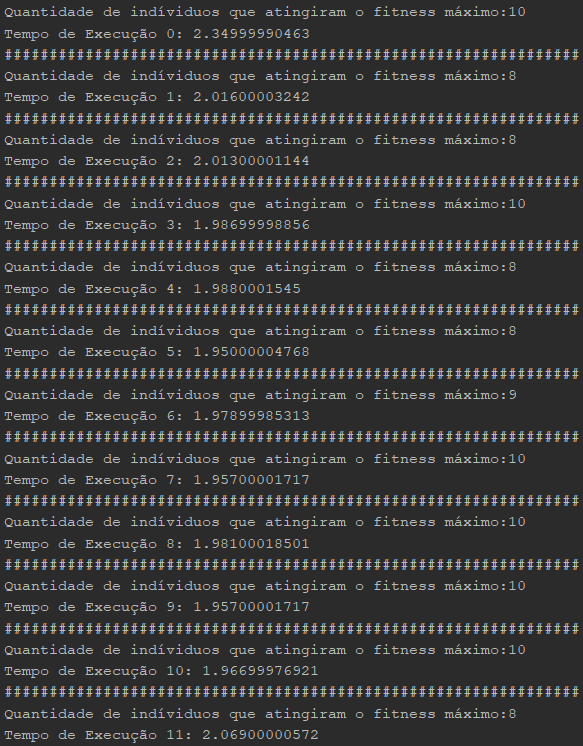 Quantidade de indíviduos que atingiram o fitness máximo:10
Tempo de Execução 0: 2.34999990463
################################################################
Quantidade de indíviduos que atingiram o fitness máximo:8
Tempo de Execução 1: 2.01600003242
################################################################
Quantidade de indíviduos que atingiram o fitness máximo:8
Tempo de Execução 2: 2.01300001144
################################################################
Quantidade de indíviduos que atingiram o fitness máximo:10
Tempo de Execução 3: 1.98699998856
################################################################
Quantidade de indíviduos que atingiram o fitness máximo:8
Tempo de Execução 4: 1.9880001545
################################################################
Quantidade de indíviduos que atingiram o fitness máximo:8
Tempo de Execução 5: 1.95000004768
################################################################
Quantidade de indíviduos que atingiram o fitness máximo:9
Tempo de Execução 6: 1.97899985313
################################################################
Quantidade de indíviduos que atingiram o fitness máximo:10
Tempo de Execução 7: 1.95700001717
################################################################
Quantidade de indíviduos que atingiram o fitness máximo:10
Tempo de Execução 8: 1.98100018501
################################################################
Quantidade de indíviduos que atingiram o fitness máximo:10
Tempo de Execução 9: 1.95700001717
################################################################
Quantidade de indíviduos que atingiram o fitness máximo:10
Tempo de Execução 10: 1.96699976921
################################################################
Quantidade de indíviduos que atingiram o fitness máximo:8
Tempo de Execução 11: 2.06900000572